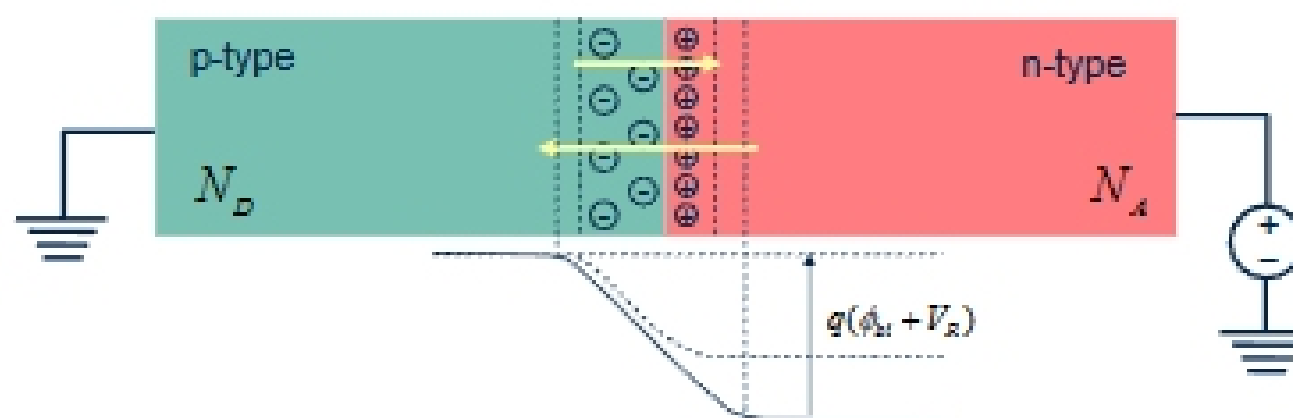 p-type
n-type
N_D
N_A
+
−
q(ϕ_bi + V_R)